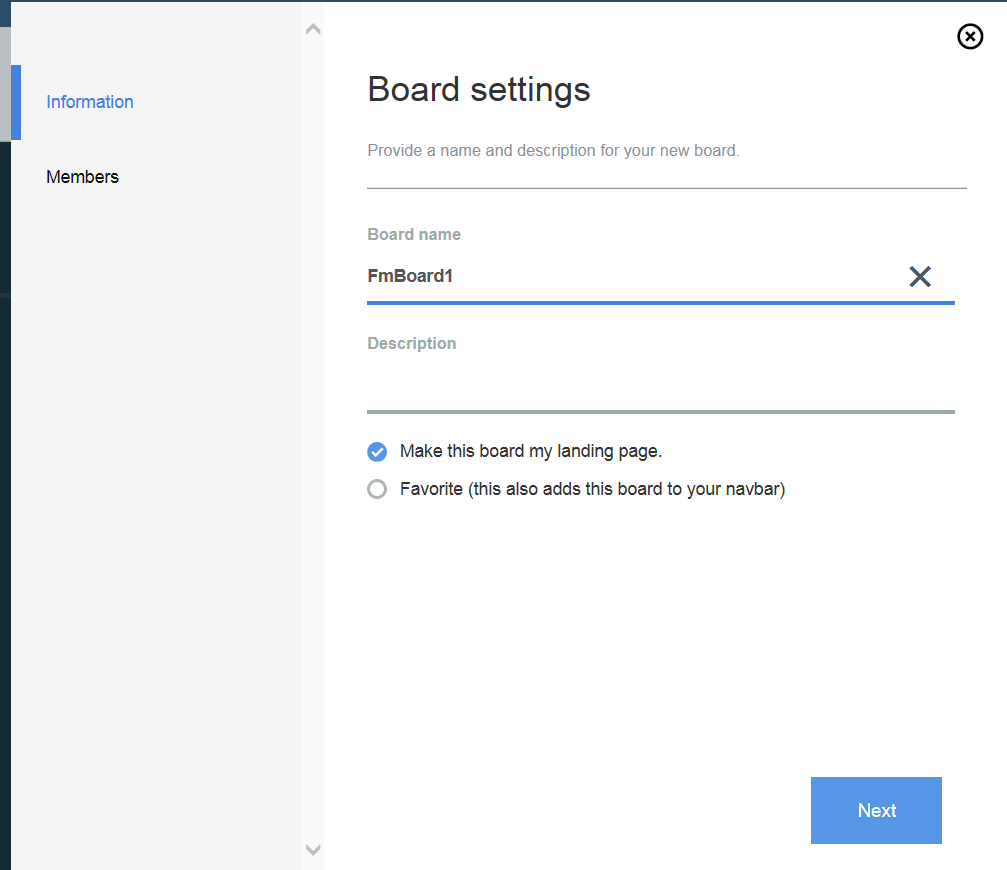 Information
Members
Board settings
Provide a name and description for your new board.
Board name
FmBoard1
Description
Make this board my landing page.
Favorite (this also adds this board to your navbar)
Next